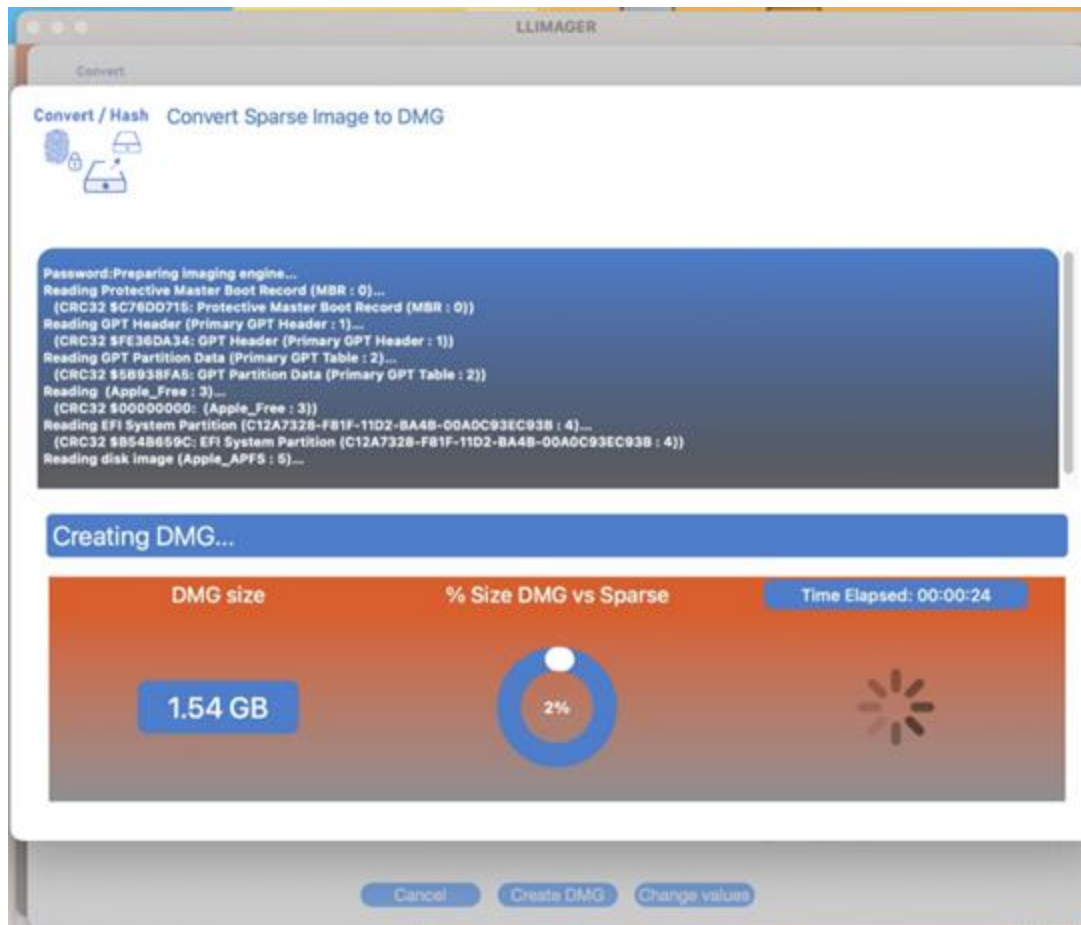 LLIMAGER
Convert
Convert / Hash Convert Sparse Image to DMG
Password:Preparing imaging engine...
Reading Protective Master Boot Record (MBR : 0)...
(CRC32 $C76DD715: Protective Master Boot Record (MBR : 0))
Reading GPT Header (Primary GPT Header : 1)...
(CRC32 $FE36DA34: GPT Header (Primary GPT Header : 1))
Reading GPT Partition Data (Primary GPT Table : 2)...
(CRC32 $5B938FA5: GPT Partition Data (Primary GPT Table : 2))
Reading (Apple_Free : 3)...
(CRC32 $00000000: (Apple_Free : 3))
Reading EFI System Partition (C12A7328-F81F-11D2-BA4B-00A0C93EC93B : 4)...
(CRC32 $B54B659C: EFI System Partition (C12A7328-F81F-11D2-BA4B-00A0C93EC93B : 4))
Reading disk image (Apple_APFS : 5)...
Creating DMG...
DMG size % Size DMG vs Sparse Time Elapsed: 00:00:24
1.54 GB 2%
Cancel Create DMG Change values